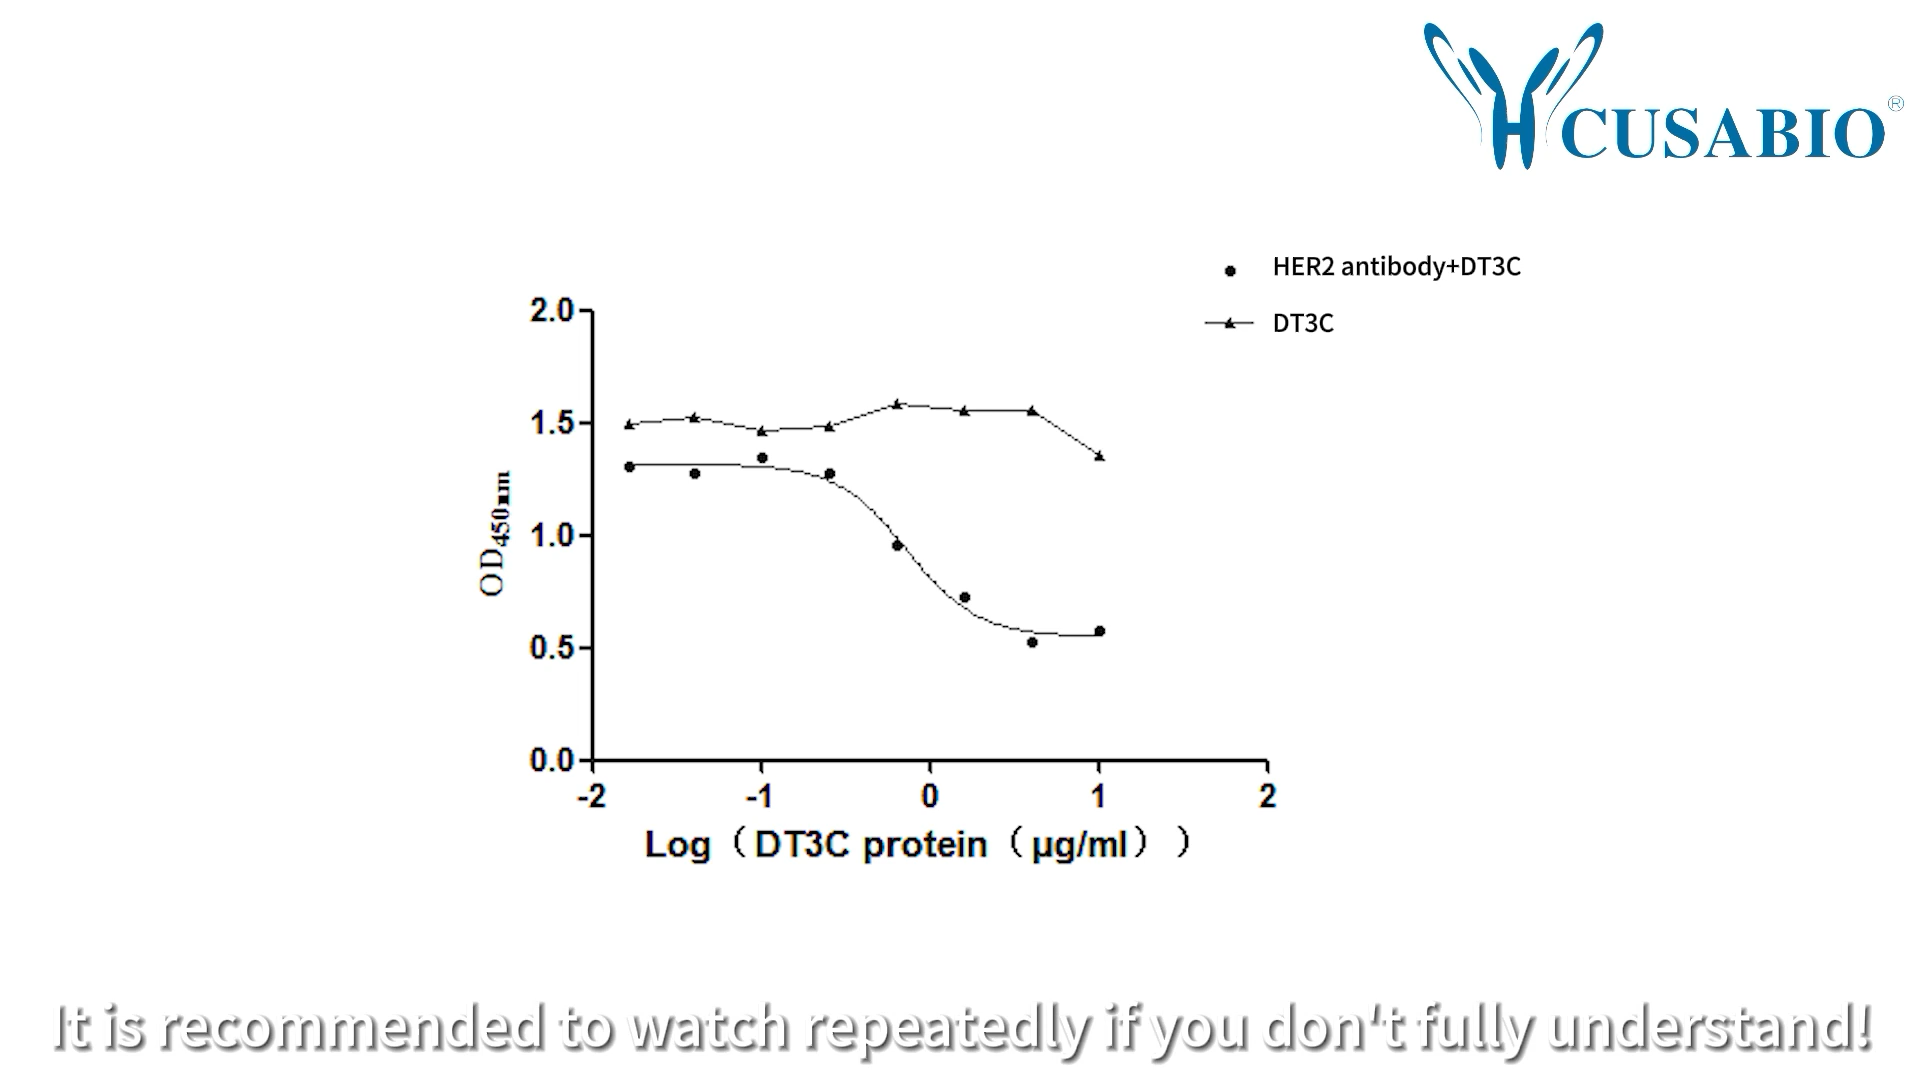 CUSABIO®
HER2 antibody+DT3C
DT3C
2.0
1.5
1.0
0.5
0.0
OD450nm
-2 -1 0 1 2
Log（DT3C protein（μg/ml））
It is recommended to watch repeatedly if you don't fully understand!